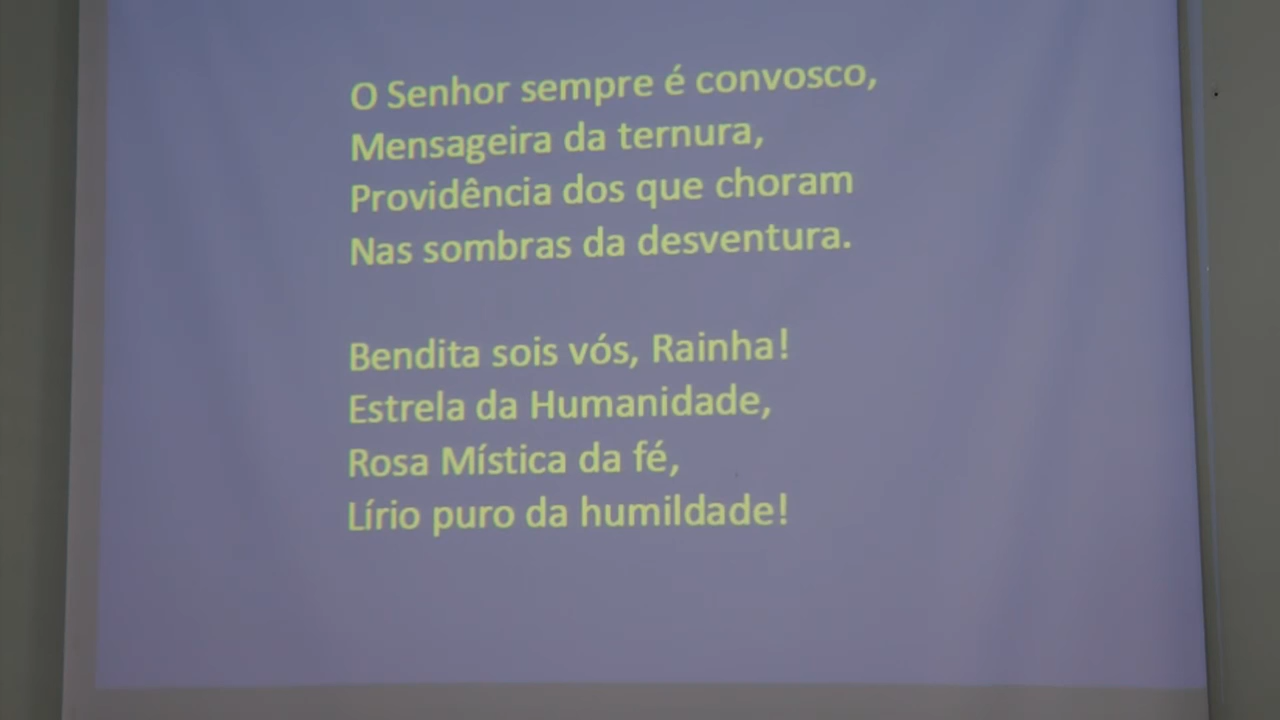 O Senhor sempre é convosco,
Mensageira da ternura,
Providência dos que choram
Nas sombras da desventura.
Bendita sois vós, Rainha!
Estrela da Humanidade,
Rosa Mística da fé,
Lírio puro da humildade!